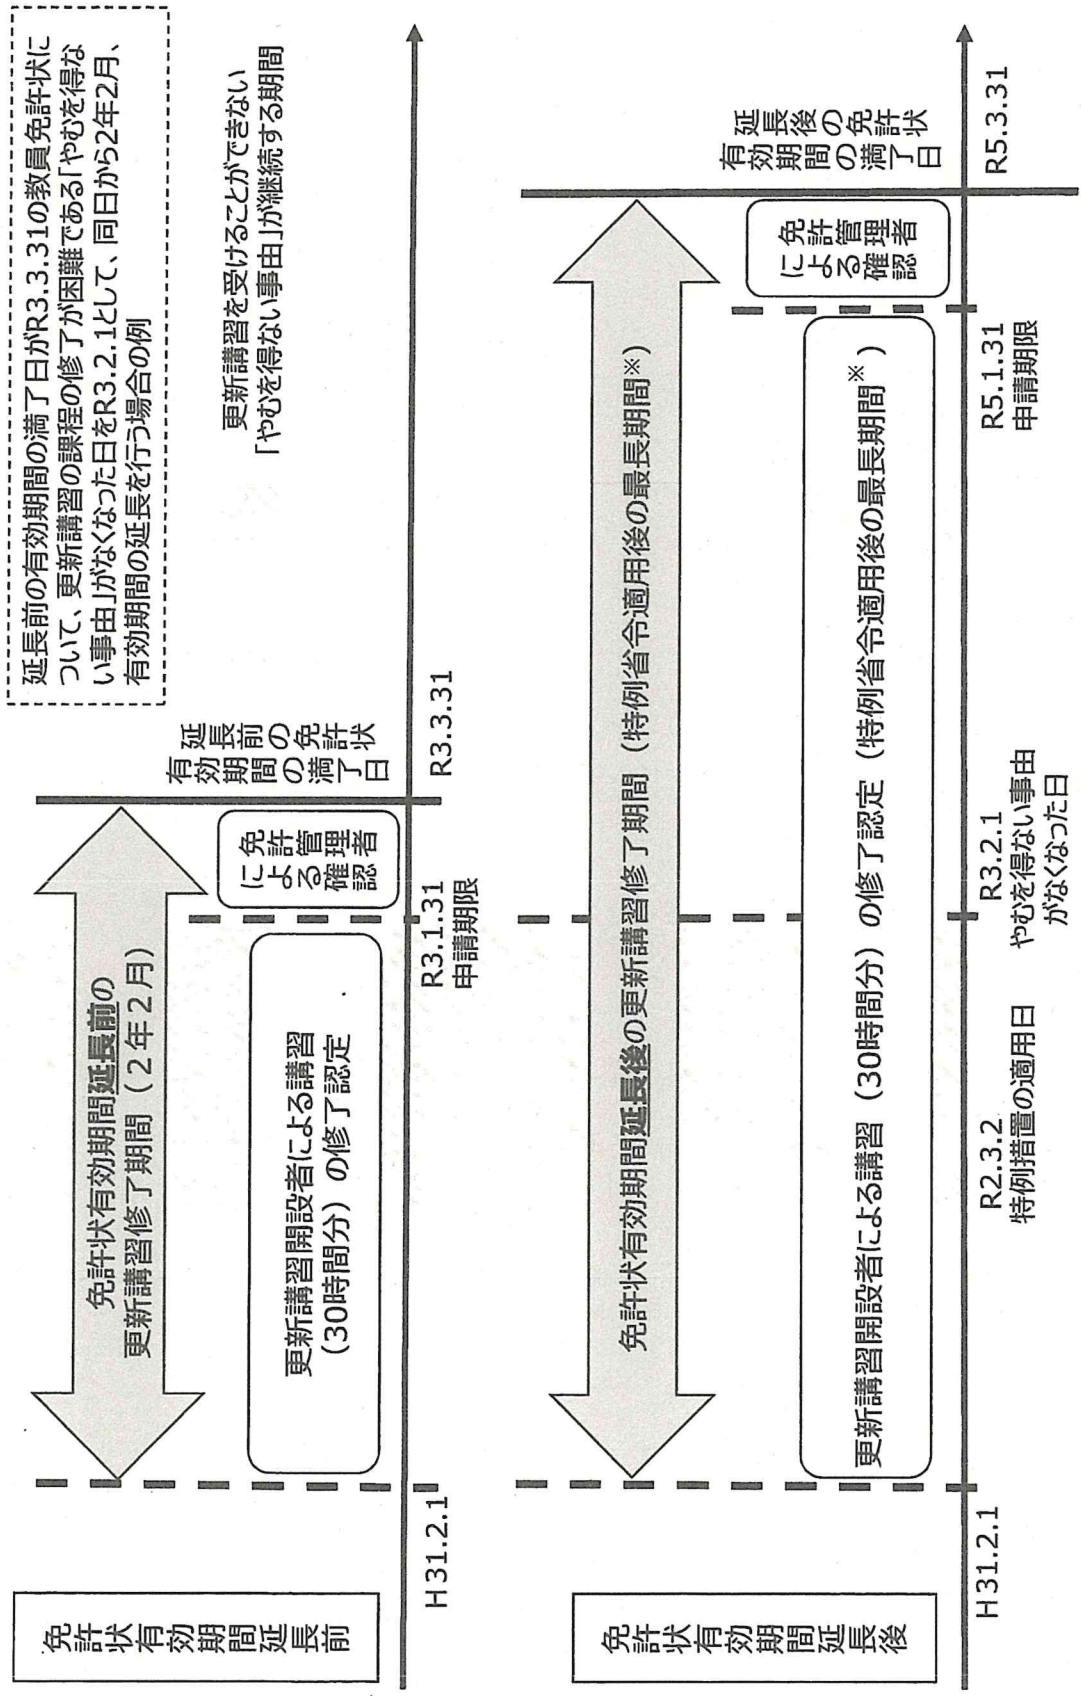 延長前の有効期間の満了日がR3.3.31の教員免許状に
ついて、更新講習の課程の修了が困難である「やむを得な
い事由」がなくなった日をR3.2.1として、同日から2年2月、
有効期間の延長を行う場合の例
免許状有効期間延長前
免許状有効期間延長前の
更新講習修了期間(2年2月)
更新講習開設者による講習
(30時間分)の修了認定
免許管理者
による確認
延長前の免許状
有効期間の満了日
更新講習を受けることができない
「やむを得ない事由」が継続する期間
H31.2.1
R3.1.31
申請期限
R3.3.31
免許状有効期間延長後
免許状有効期間延長後の更新講習修了期間(特例省令適用後の最長期間※)
更新講習開設者による講習(30時間分)の修了認定(特例省令適用後の最長期間※)
免許管理者
による確認
延長後の免許状
有効期間の満了日
H31.2.1
R2.3.2
特例措置の適用日
R3.2.1
やむを得ない事由
がなくなった日
R5.1.31
申請期限
R5.3.31